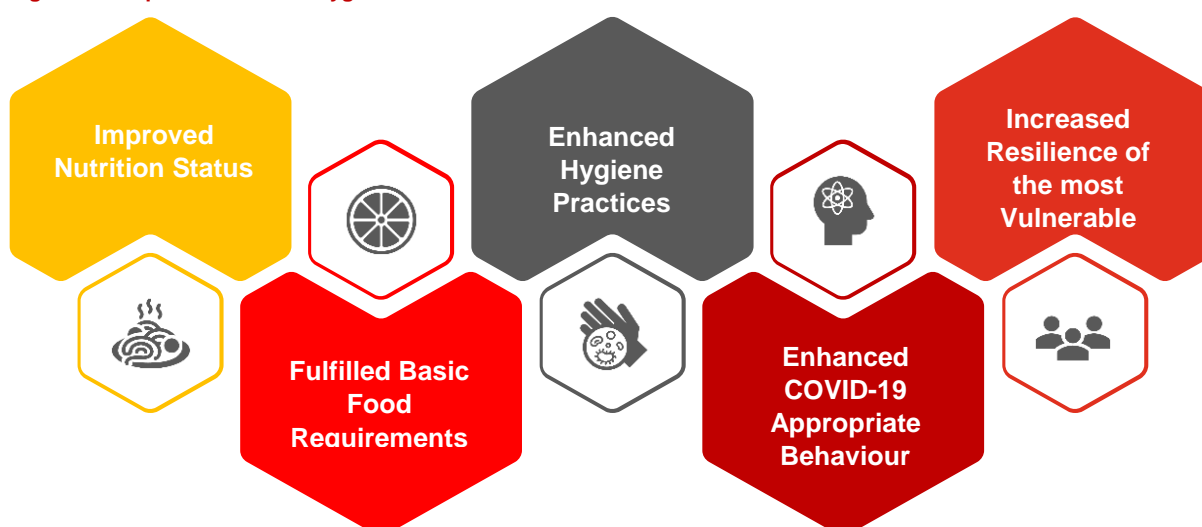 Improved
Nutrition Status
Fulfilled Basic
Food
Requirements
Enhanced
Hygiene
Practices
Enhanced
COVID-19
Appropriate
Behaviour
Increased
Resilience of
the most
Vulnerable